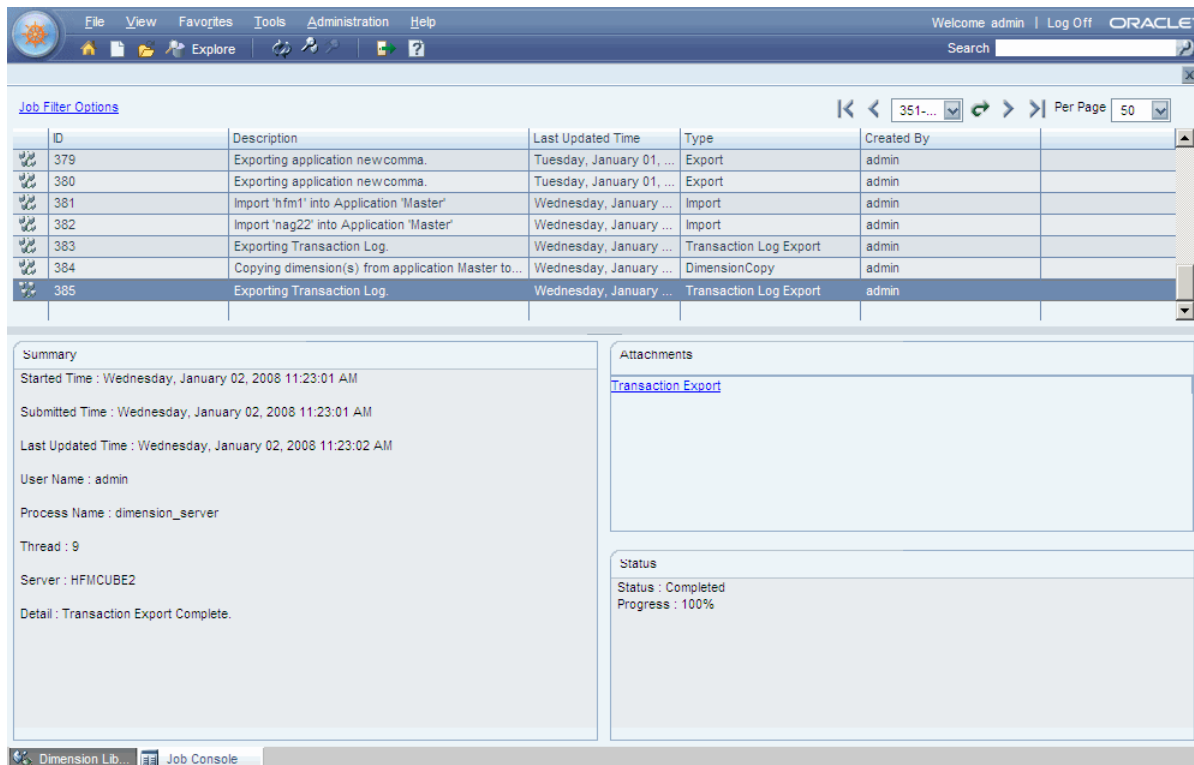 File View Favorites Tools Administration Help Welcome admin | Log Off ORACLE
Explore Search
Job Filter Options 351-... Per Page 50
ID Description Last Updated Time Type Created By
379 Exporting application newcomma. Tuesday, January 01, ... Export admin
380 Exporting application newcomma. Tuesday, January 01, ... Export admin
381 Import 'hfm1' into Application 'Master' Wednesday, January ... Import admin
382 Import 'nag22' into Application 'Master' Wednesday, January ... Import admin
383 Exporting Transaction Log. Wednesday, January ... Transaction Log Export admin
384 Copying dimension(s) from application Master to... Wednesday, January ... DimensionCopy admin
385 Exporting Transaction Log. Wednesday, January ... Transaction Log Export admin
Summary
Started Time : Wednesday, January 02, 2008 11:23:01 AM
Submitted Time : Wednesday, January 02, 2008 11:23:01 AM
Last Updated Time : Wednesday, January 02, 2008 11:23:02 AM
User Name : admin
Process Name : dimension_server
Thread : 9
Server : HFMCUBE2
Detail : Transaction Export Complete.
Attachments
Transaction Export
Status
Status : Completed
Progress : 100%
Dimension Lib... Job Console